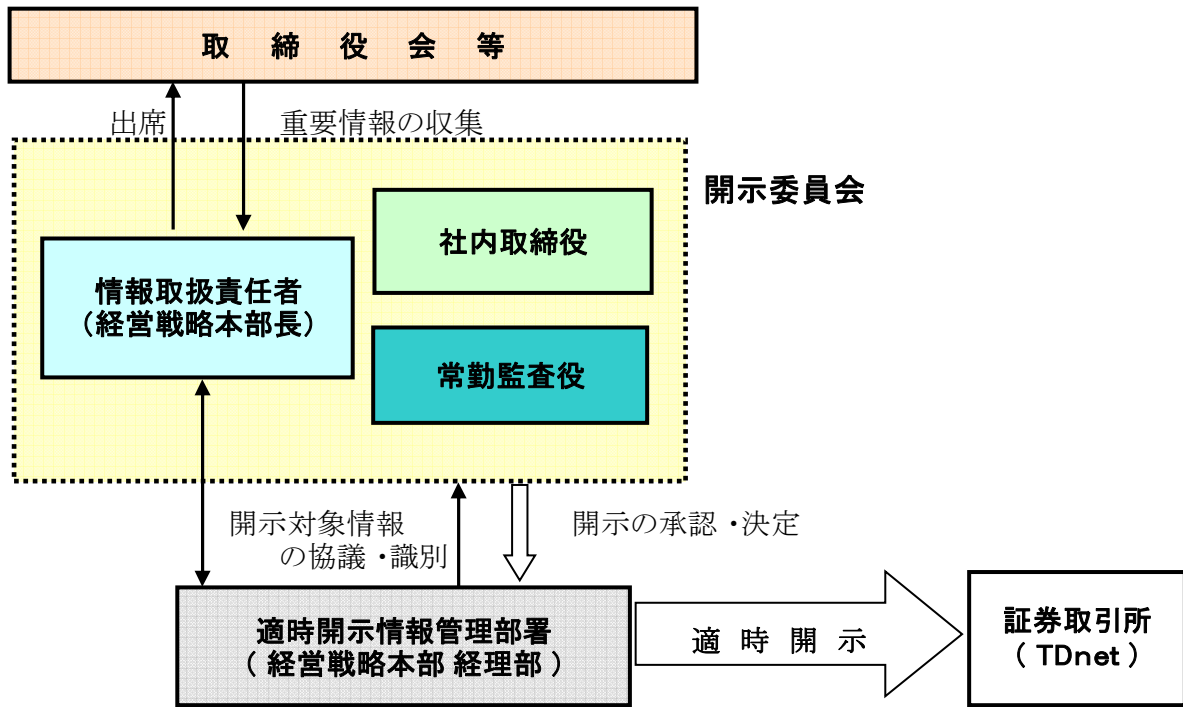 取締役会等
出席
重要情報の収集
開示委員会
社内取締役
情報取扱責任者
（経営戦略本部長）
常勤監査役
開示対象情報
の協議・識別
開示の承認・決定
適時開示情報管理部署
（ 経営戦略本部 経理部 ）
適時開示
証券取引所
（ TDnet ）